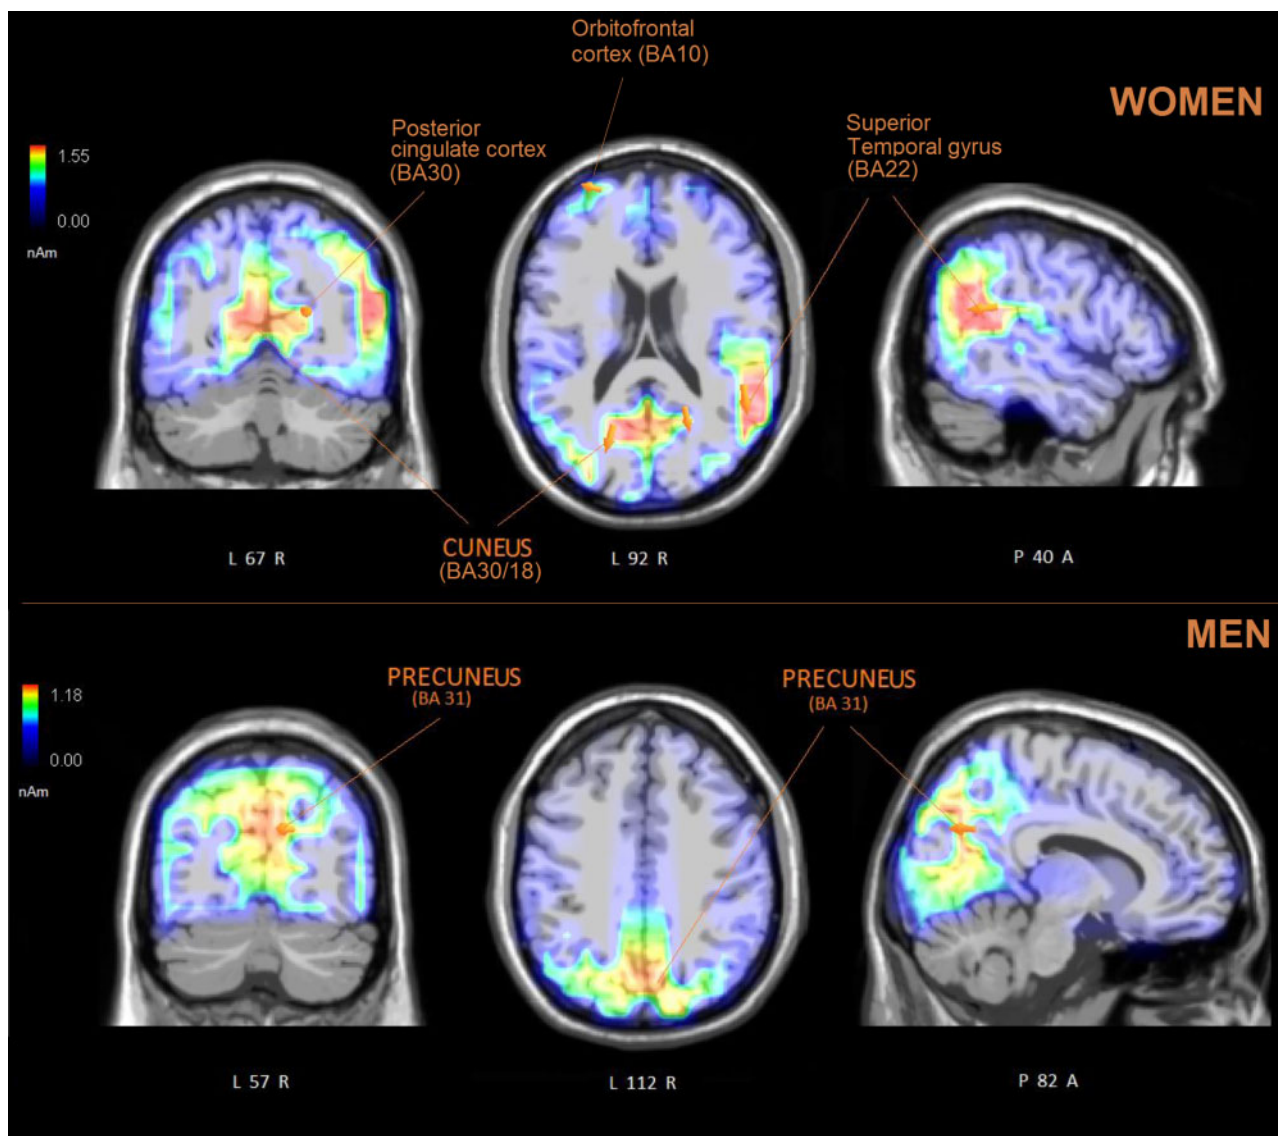 Orbitofrontal
cortex (BA10)
WOMEN
Posterior
cingulate cortex
(BA30)
Superior
Temporal gyrus
(BA22)
1.55
0.00
nAm
CUNEUS
(BA30/18)
L 67 R
L 92 R
P 40 A
MEN
PRECUNEUS
(BA 31)
PRECUNEUS
(BA 31)
1.18
0.00
nAm
L 57 R
L 112 R
P 82 A